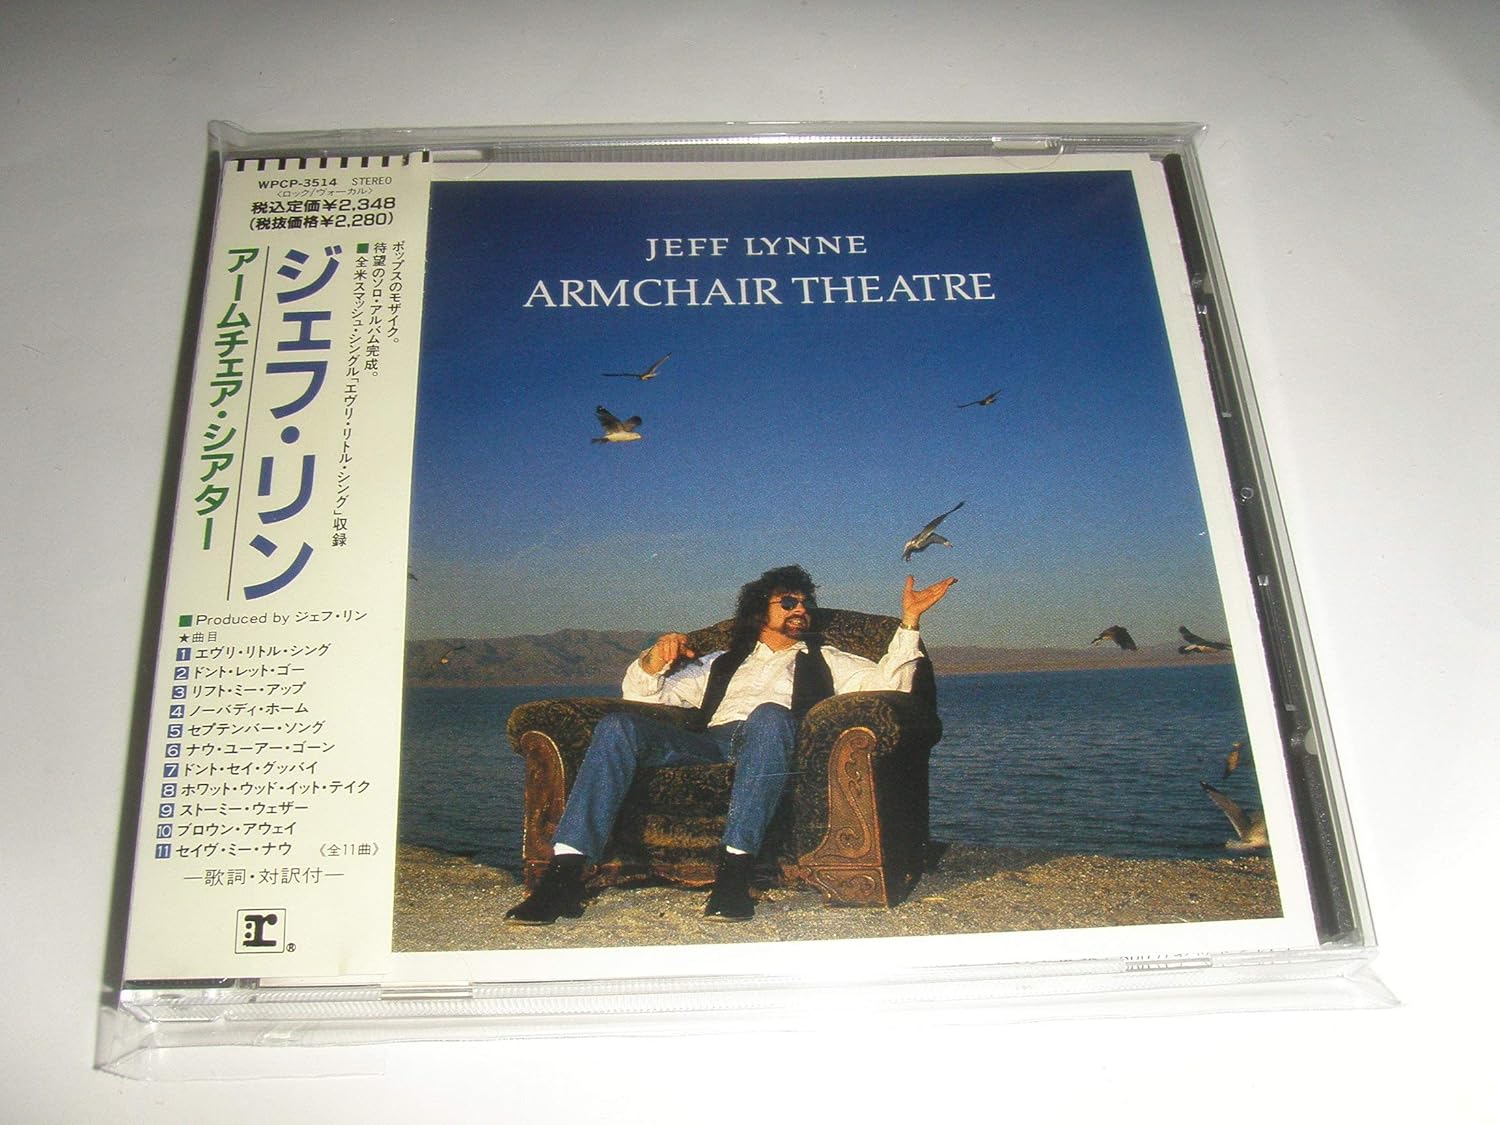 WPCP-3514 STEREO
〈ロック/ヴォーカル〉
税込定価¥2,348
(税抜価格¥2,280)
ポップスのモザイク。
待望のソロ・アルバム完成。
■全米スマッシュ・シングル「エヴリ・リトル・シング」収録
ジェフ・リン
アームチェア・シアター
■Produced by ジェフ・リン
★曲目
1 エヴリ・リトル・シング
2 ドント・レット・ゴー
3 リフト・ミー・アップ
4 ノーバディ・ホーム
5 セプテンバー・ソング
6 ナウ・ユーアー・ゴーン
7 ドント・セイ・グッバイ
8 ホワット・ウッド・イット・テイク
9 ストーミー・ウェザー
10 ブロウン・アウェイ
11 セイヴ・ミー・ナウ 《全11曲》
—歌詞・対訳付—
r®
JEFF LYNNE
ARMCHAIR THEATRE